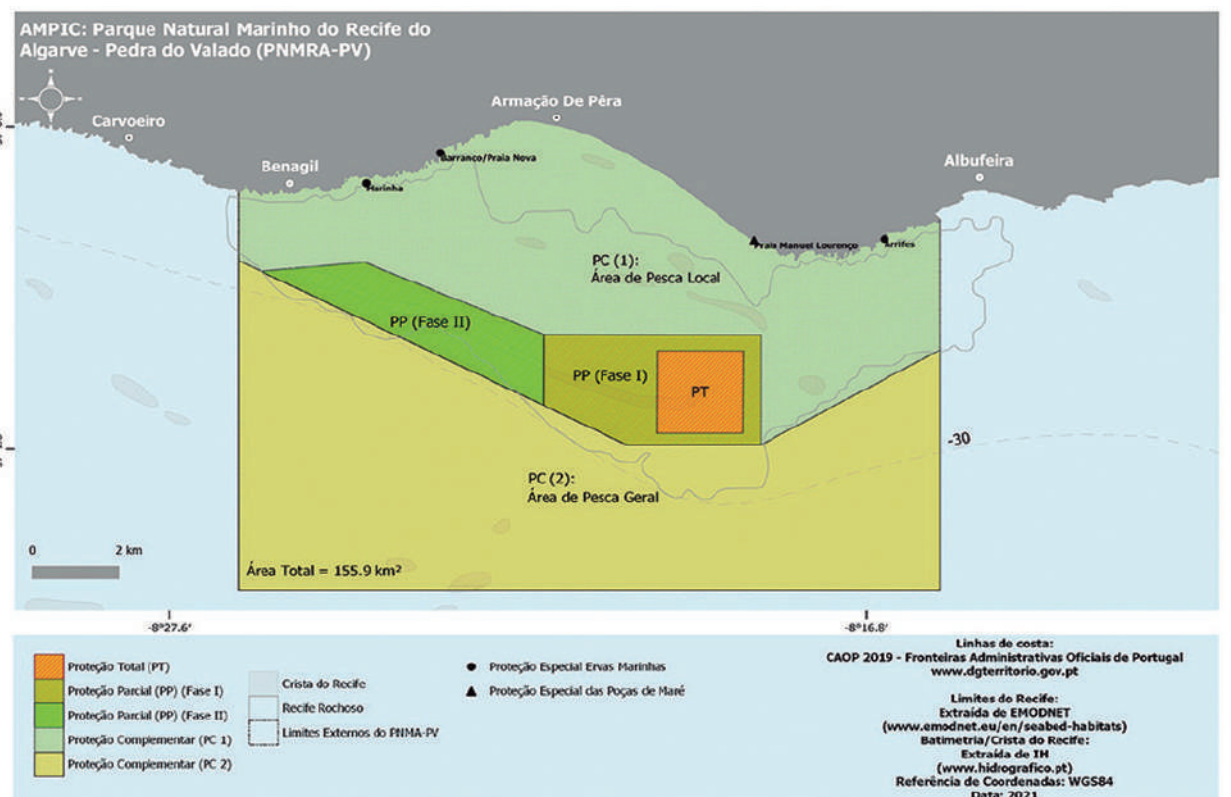 AMPIC: Parque Natural Marinho do Recife do
Algarve - Pedra do Valado (PNMRA-PV)
Carvoeiro
Armação De Pêra
Benagil
Barranco/Praia Nova
Marinha
Albufeira
Praia Manuel Lourenço
Arrifes
PC (1):
Área de Pesca Local
PP (Fase II)
PP (Fase I)
PT
-30
PC (2):
Área de Pesca Geral
0 2 km
Área Total = 155.9 km²
-8°27.6' -8°16.8'
Proteção Total (PT)
Proteção Parcial (PP) (Fase I)
Proteção Parcial (PP) (Fase II)
Proteção Complementar (PC 1)
Proteção Complementar (PC 2)
Crista do Recife
Recife Rochoso
Limites Externos do PNMA-PV
Proteção Especial Ervas Marinhas
Proteção Especial das Poças de Maré
Linhas de costa:
CAOP 2019 - Fronteiras Administrativas Oficiais de Portugal
www.dgterritorio.gov.pt
Limites do Recife:
Extraída de EMODNET
(www.emodnet.eu/en/seabed-habitats)
Batimetria/Crista do Recife:
Extraída de IH
(www.hidrografico.pt)
Referência de Coordenadas: WGS84
Data: 2021